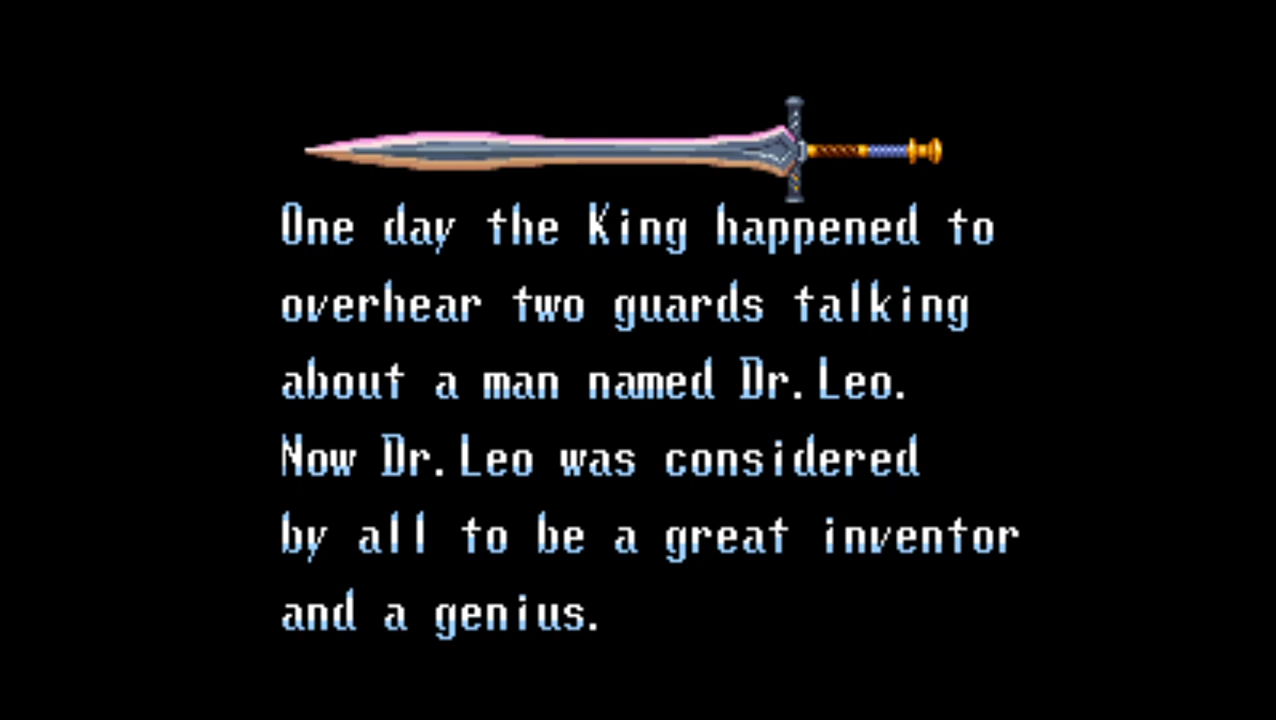 One day the King happened to
overhear two guards talking
about a man named Dr.Leo.
Now Dr.Leo was considered
by all to be a great inventor
and a genius.